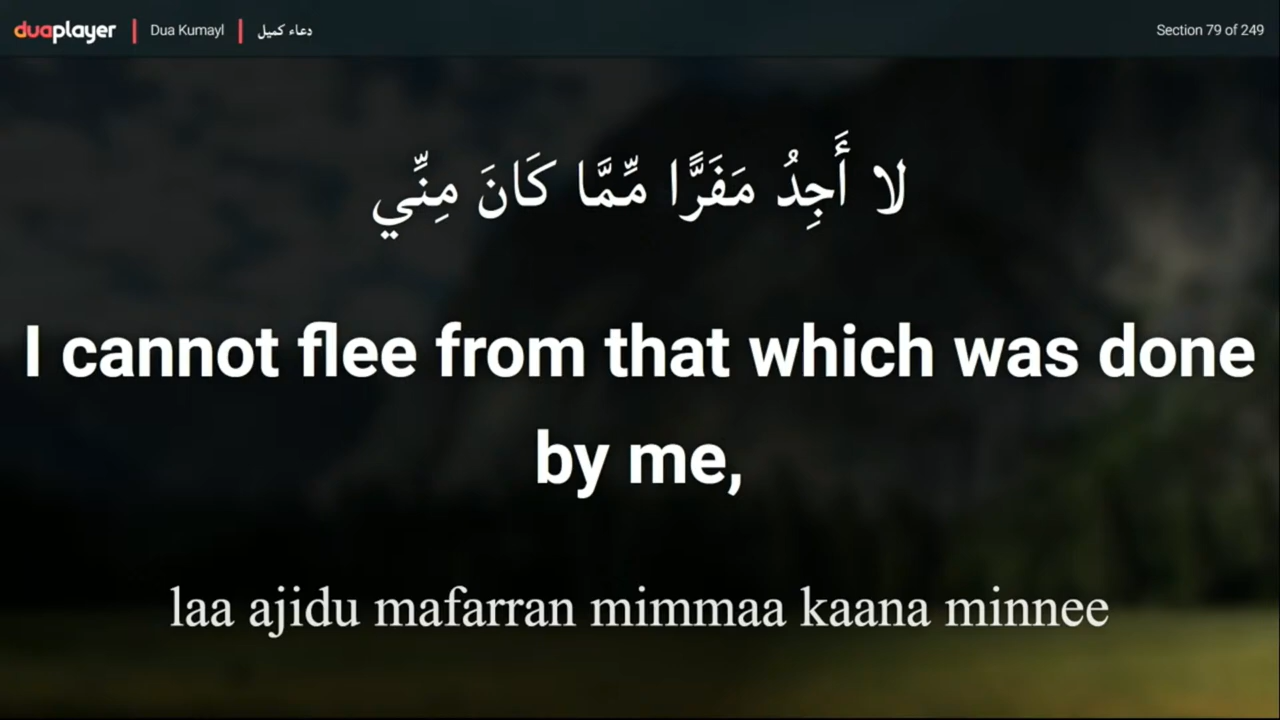 duaplayer | Dua Kumayl | دعاء كميل Section 79 of 249
لا أَجِدُ مَفَرًّا مِّمَّا كَانَ مِنِّي
I cannot flee from that which was done
by me,
laa ajidu mafarran mimmaa kaana minnee